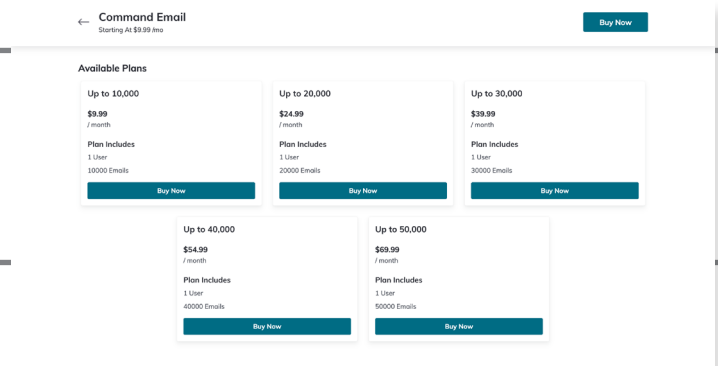 Command Email
Starting At $9.99 /mo
Buy Now
Available Plans
Up to 10,000
$9.99
/ month
Plan Includes
1 User
10000 Emails
Buy Now
Up to 20,000
$24.99
/ month
Plan Includes
1 User
20000 Emails
Buy Now
Up to 30,000
$39.99
/ month
Plan Includes
1 User
30000 Emails
Buy Now
Up to 40,000
$54.99
/ month
Plan Includes
1 User
40000 Emails
Buy Now
Up to 50,000
$69.99
/ month
Plan Includes
1 User
50000 Emails
Buy Now